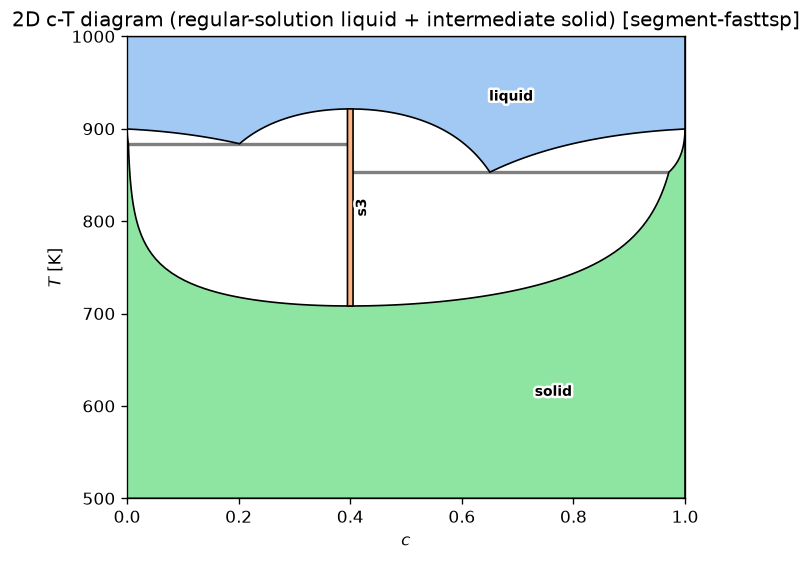 2D c-T diagram (regular-solution liquid + intermediate solid) [segment-fasttsp]
1000
900
800
700
600
500
T [K]
liquid
s3
solid
0.0 0.2 0.4 0.6 0.8 1.0
c